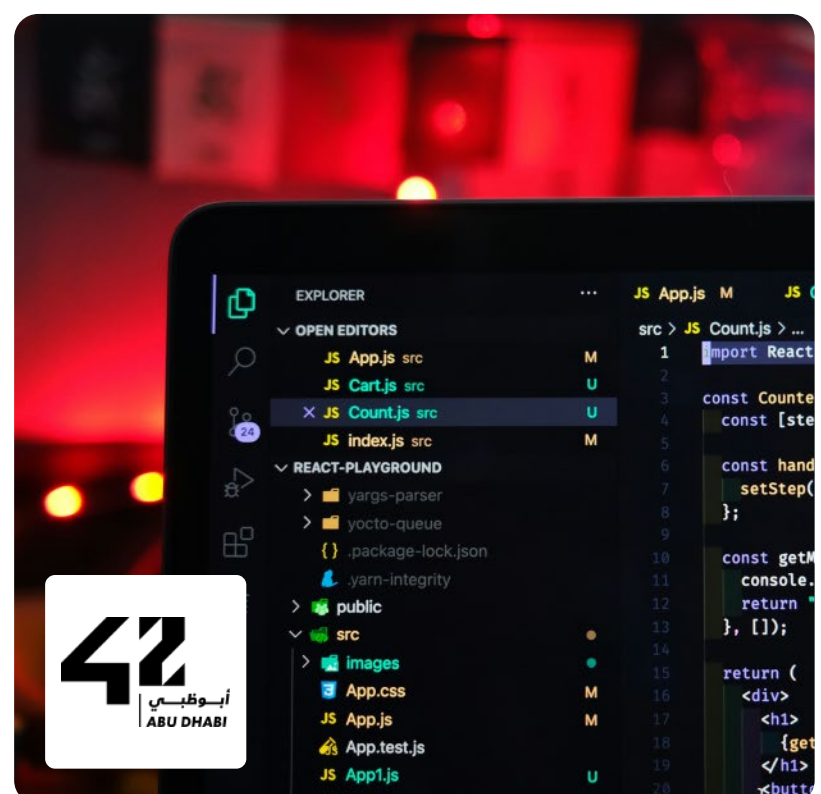 EXPLORER
···
OPEN EDITORS
JS App.js src M
JS Cart.js src U
JS Count.js src U
JS index.js src M
24
REACT-PLAYGROUND
yargs-parser
yocto-queue
{} .package-lock.json
.yarn-integrity
public
src
images
App.css M
JS App.js M
App.test.js
JS App1.js U
JS App.js M
JS
src > JS Count.js > ...
1 import React
2
3 const Counte
4 const [ste
5
6 const hand
7 setStep(
8 };
9
10 const getM
11 console.
12 return "
13 }, []);
14
15 return (
16 <div>
17 <h1>
18 {get
19 </h1>
20 <butto
42
أبوظبي
ABU DHABI